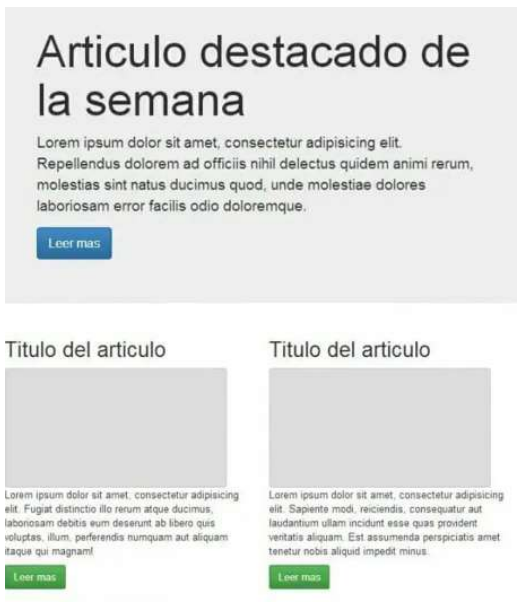 Articulo destacado de
la semana
Lorem ipsum dolor sit amet, consectetur adipisicing elit.
Repellendus dolorem ad officiis nihil delectus quidem animi rerum,
molestias sint natus ducimus quod, unde molestiae dolores
laboriosam error facilis odio doloremque.
Leer mas
Titulo del articulo
Lorem ipsum dolor sit amet, consectetur adipisicing
elit. Fugiat distinctio illo rerum atque ducimus,
laboriosam debitis eum deserunt ab libero quis
voluptas, illum, perferendis numquam aut aliquam
itaque qui magnam!
Leer mas
Titulo del articulo
Lorem ipsum dolor sit amet, consectetur adipisicing
elit. Sapiente modi, reiciendis, consequatur aut
laudantium ullam incidunt esse quas provident
veritatis aliquam. Est assumenda perspiciatis amet
tenetur nobis aliquid impedit minus.
Leer mas